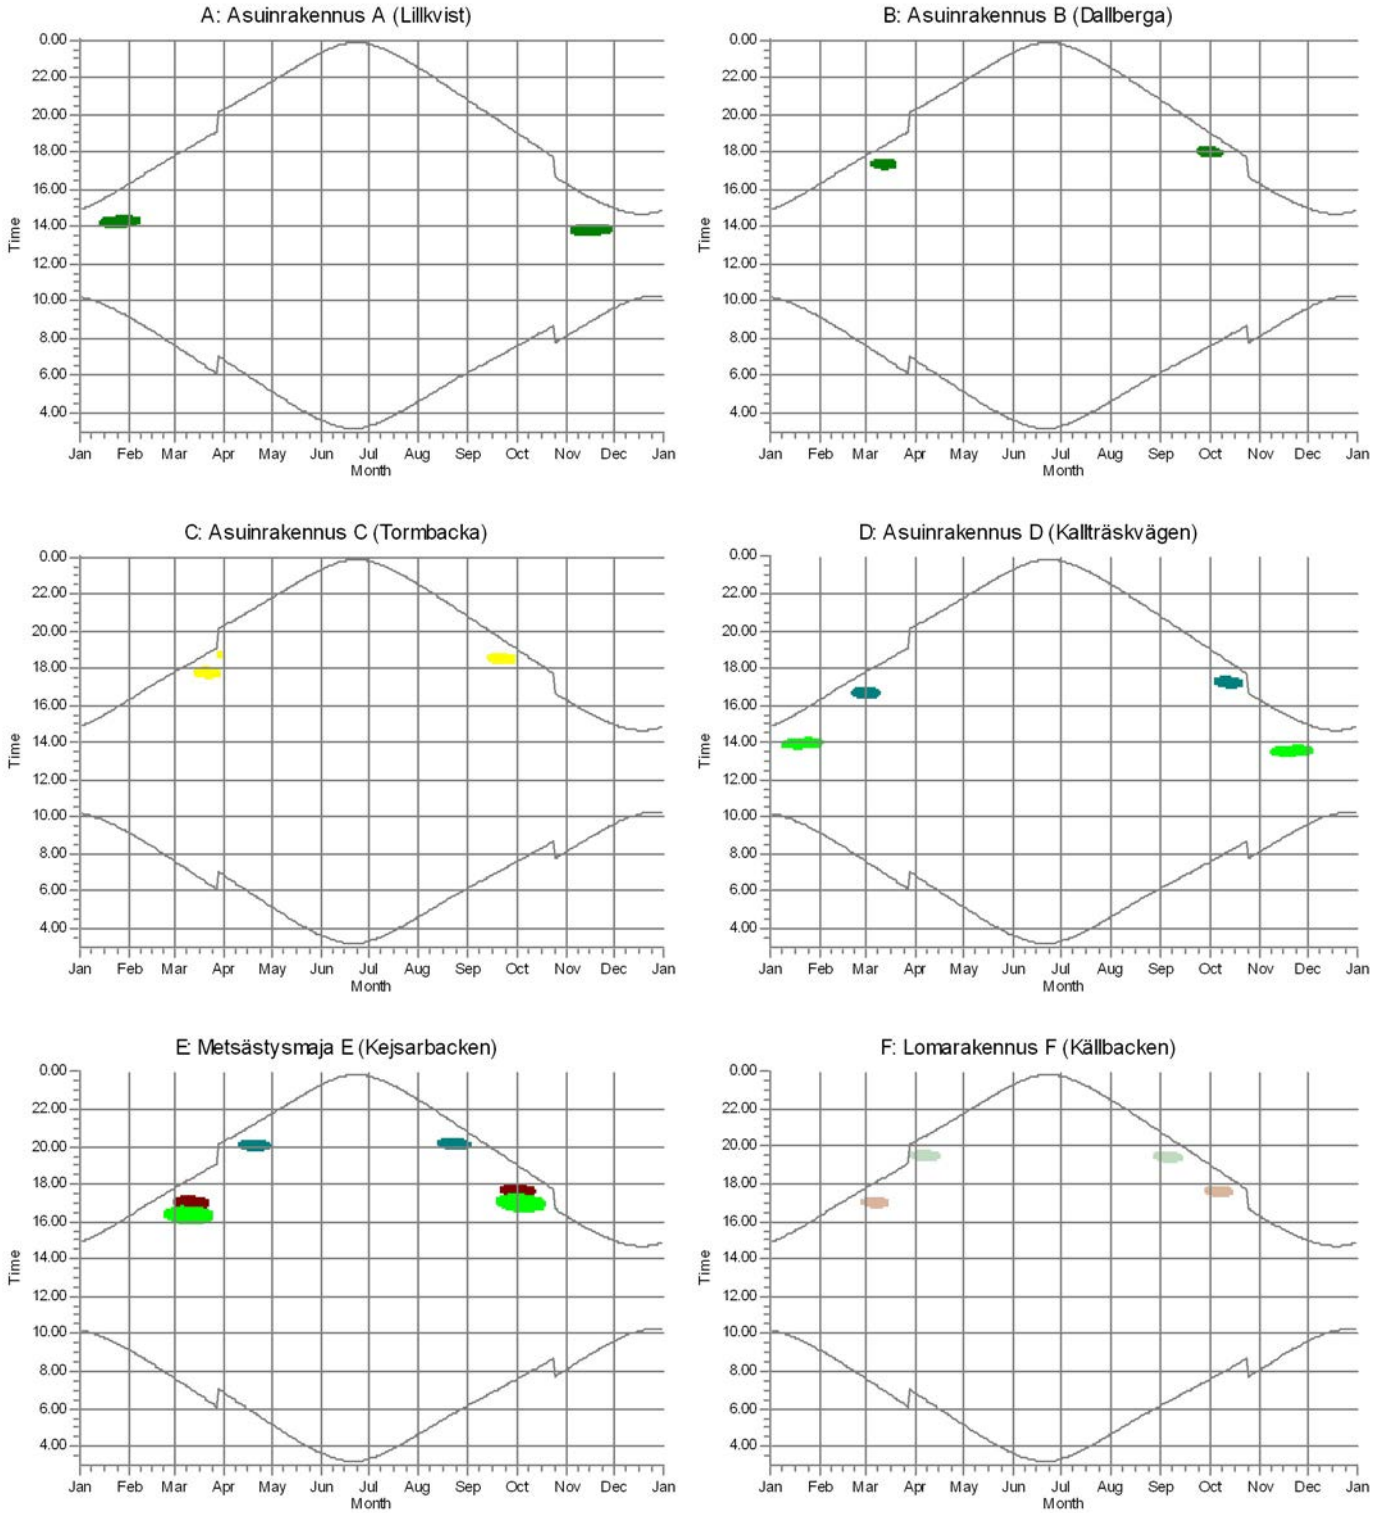 A: Asuinrakennus A (Lillkvist)
0.00
22.00
20.00
18.00
16.00
14.00
12.00
10.00
8.00
6.00
4.00
Time
Jan Feb Mar Apr May Jun Jul Aug Sep Oct Nov Dec Jan
Month
B: Asuinrakennus B (Dallberga)
0.00
22.00
20.00
18.00
16.00
14.00
12.00
10.00
8.00
6.00
4.00
Time
Jan Feb Mar Apr May Jun Jul Aug Sep Oct Nov Dec Jan
Month
C: Asuinrakennus C (Tormbacka)
0.00
22.00
20.00
18.00
16.00
14.00
12.00
10.00
8.00
6.00
4.00
Time
Jan Feb Mar Apr May Jun Jul Aug Sep Oct Nov Dec Jan
Month
D: Asuinrakennus D (Kallträskvägen)
0.00
22.00
20.00
18.00
16.00
14.00
12.00
10.00
8.00
6.00
4.00
Time
Jan Feb Mar Apr May Jun Jul Aug Sep Oct Nov Dec Jan
Month
E: Metsästysmaja E (Kejsarbacken)
0.00
22.00
20.00
18.00
16.00
14.00
12.00
10.00
8.00
6.00
4.00
Time
Jan Feb Mar Apr May Jun Jul Aug Sep Oct Nov Dec Jan
Month
F: Lomarakennus F (Källbacken)
0.00
22.00
20.00
18.00
16.00
14.00
12.00
10.00
8.00
6.00
4.00
Time
Jan Feb Mar Apr May Jun Jul Aug Sep Oct Nov Dec Jan
Month